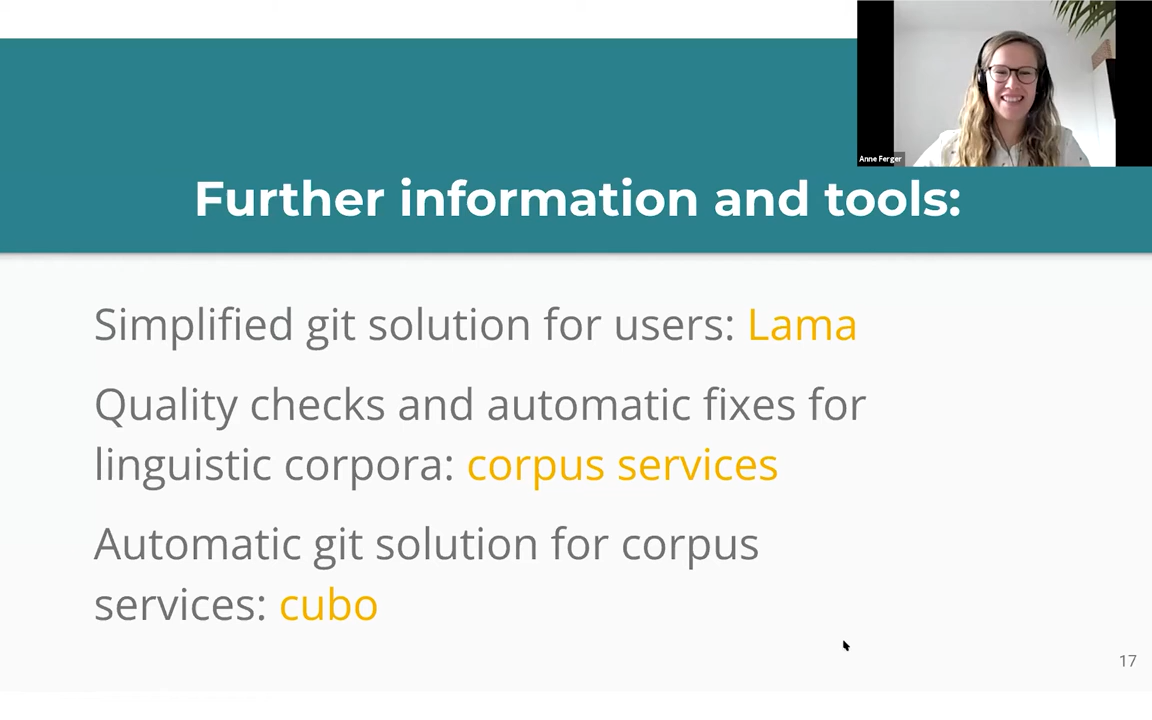 Anne Ferger
Further information and tools:
Simplified git solution for users: Lama
Quality checks and automatic fixes for
linguistic corpora: corpus services
Automatic git solution for corpus
services: cubo
17